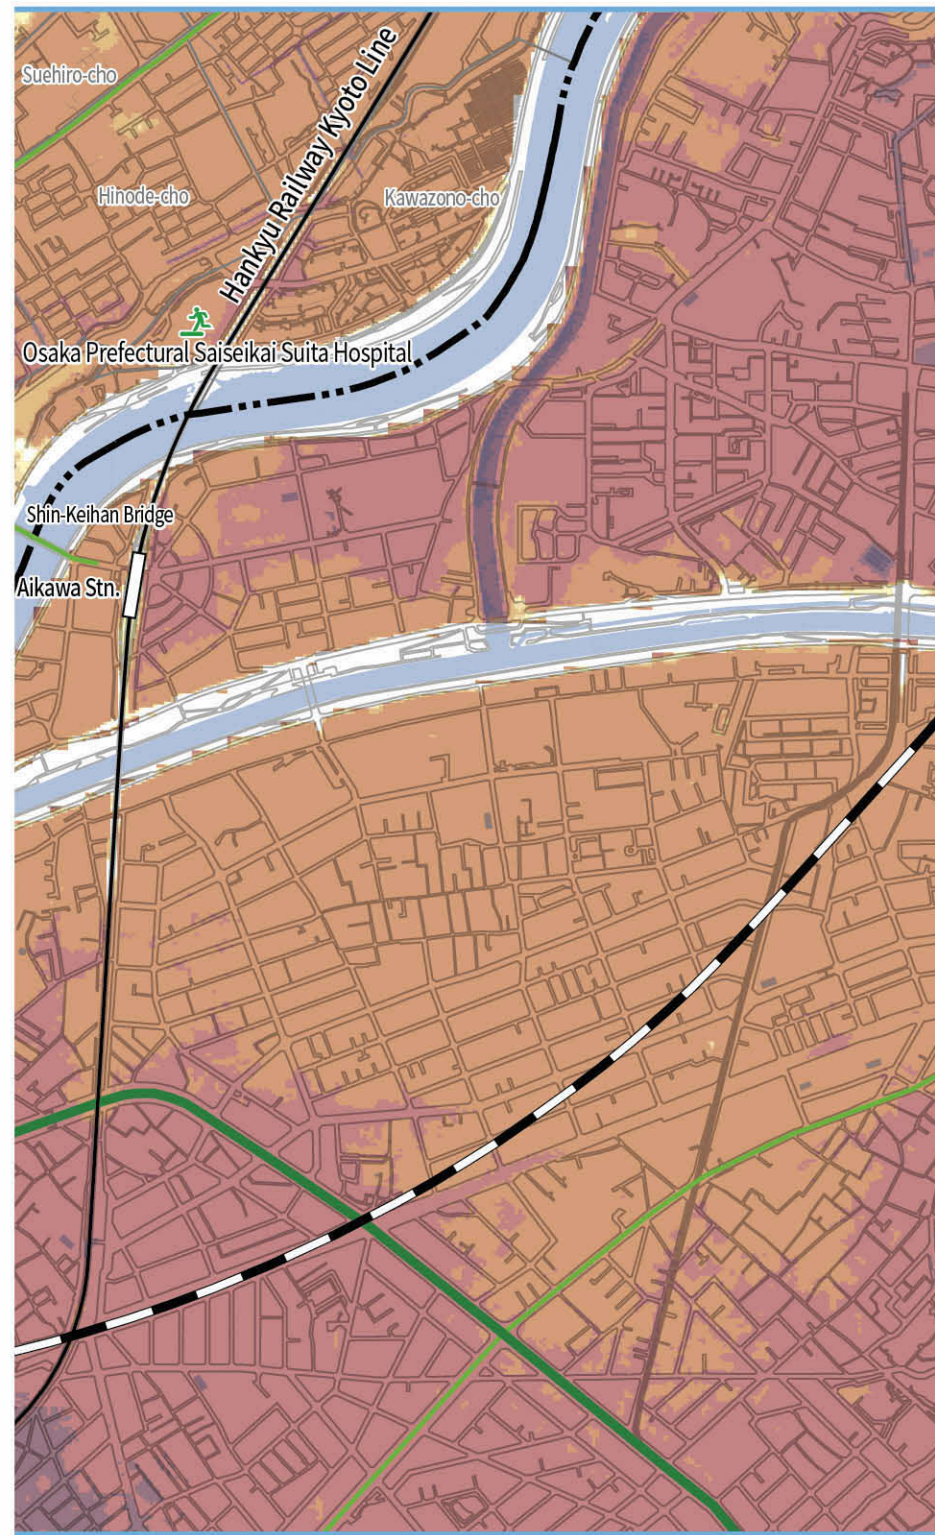 Suehiro-cho
Hankyu Railway Kyoto Line
Hinode-cho
Kawazono-cho
Osaka Prefectural Saiseikai Suita Hospital
Shin-Keihan Bridge
Aikawa Stn.